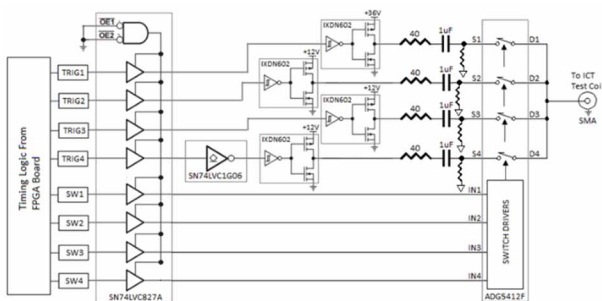 OE1
OE2
+36V
IXDN602
40
1uF
S1
D1
+12V
IXDN602
TRIG1
TRIG2
40
1uF
S2
D2
+12V
IXDN602
To ICT
Test Coi
SMA
TRIG3
40
1uF
S3
D3
+12V
IXDN602
TRIG4
SN74LVC1G06
40
1uF
S4
D4
Timing Logic From
FPGA Board
SW1
IN1
SW2
IN2
SW3
IN3
SW4
IN4
SWITCH DRIVERS
SN74LVC827A
ADG5412F